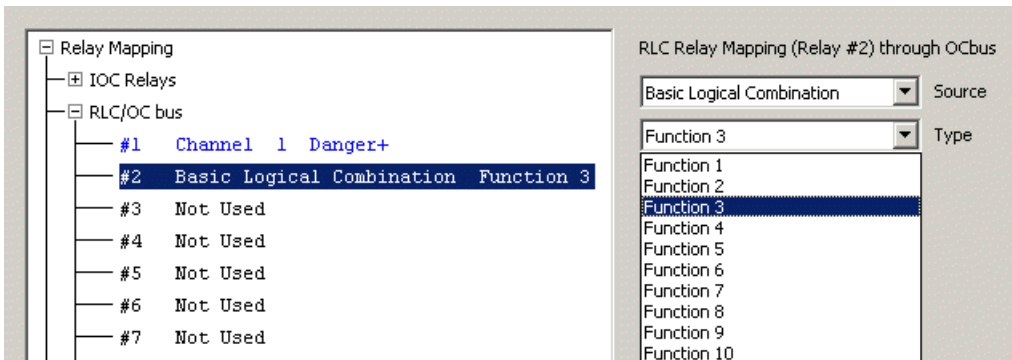 Relay Mapping
IOC Relays
RLC/OC bus
#1 Channel 1 Danger+
#2 Basic Logical Combination Function 3
#3 Not Used
#4 Not Used
#5 Not Used
#6 Not Used
#7 Not Used
RLC Relay Mapping (Relay #2) through OCbus
Basic Logical Combination Source
Function 3 Type
Function 1
Function 2
Function 3
Function 4
Function 5
Function 6
Function 7
Function 8
Function 9
Function 10